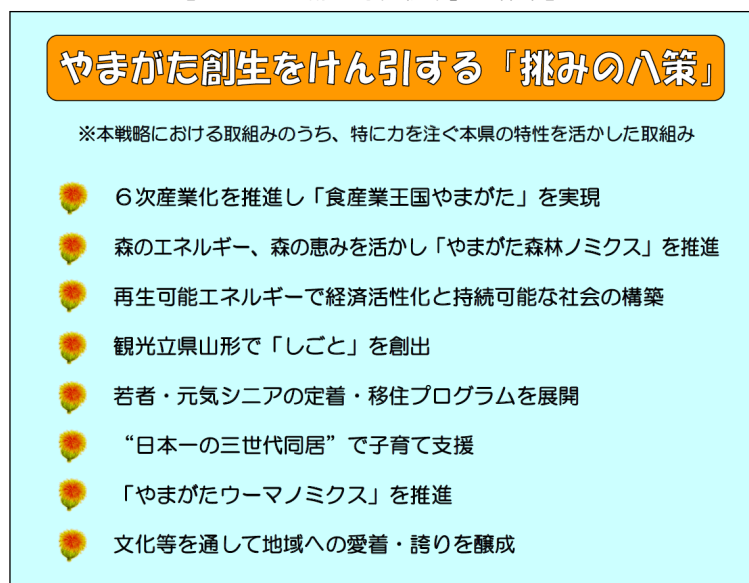 やまがた創生をけん引する「挑みの八策」
※本戦略における取組みのうち、特に力を注ぐ本県の特性を活かした取組み
６次産業化を推進し「食産業王国やまがた」を実現
森のエネルギー、森の恵みを活かし「やまがた森林ノミクス」を推進
再生可能エネルギーで経済活性化と持続可能な社会の構築
観光立県山形で「しごと」を創出
若者・元気シニアの定着・移住プログラムを展開
“日本一の三世代同居”で子育て支援
「やまがたウーマノミクス」を推進
文化等を通して地域への愛着・誇りを醸成